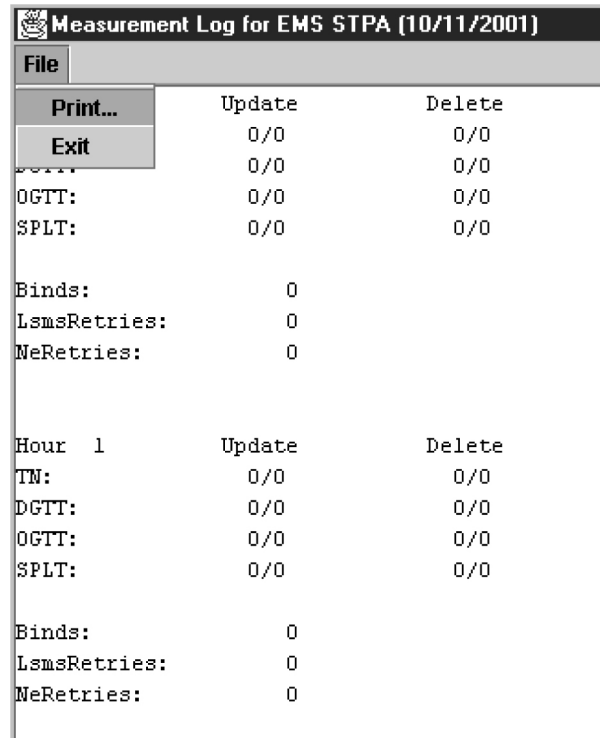 Measurement Log for EMS STPA (10/11/2001)
File
Print...
Exit
Update Delete
0/0 0/0
0/0 0/0
OGTT: 0/0 0/0
SPLT: 0/0 0/0
Binds: 0
LsmsRetries: 0
NeRetries: 0
Hour 1 Update Delete
TN: 0/0 0/0
DGTT: 0/0 0/0
OGTT: 0/0 0/0
SPLT: 0/0 0/0
Binds: 0
LsmsRetries: 0
NeRetries: 0